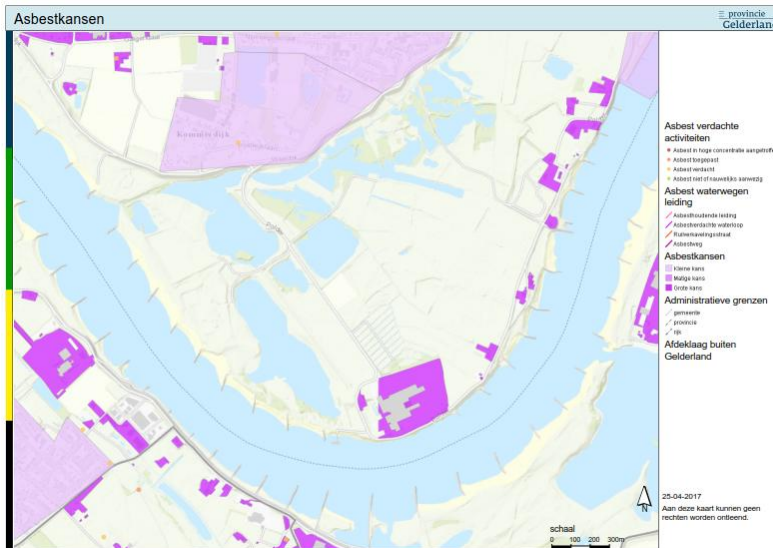 Asbestkansen
provincie
Gelderland
Asbest verdachte
activiteiten
Asbest in hoge concentratie aangetroffe
Asbest toegepast
Asbest verdacht
Asbest niet of nauwelijks aanwezig
Asbest waterwegen
leiding
Asbesthoudende leiding
Asbestverdachte waterloop
Ruilverkavelingsstraat
Asbestweg
Asbestkansen
Kleine kans
Matige kans
Grote kans
Administratieve grenzen
gemeente
provincie
rijk
Afdeklaag buiten
Gelderland
N
25-04-2017
Aan deze kaart kunnen geen
rechten worden ontleend.
schaal
0 100 200 300m